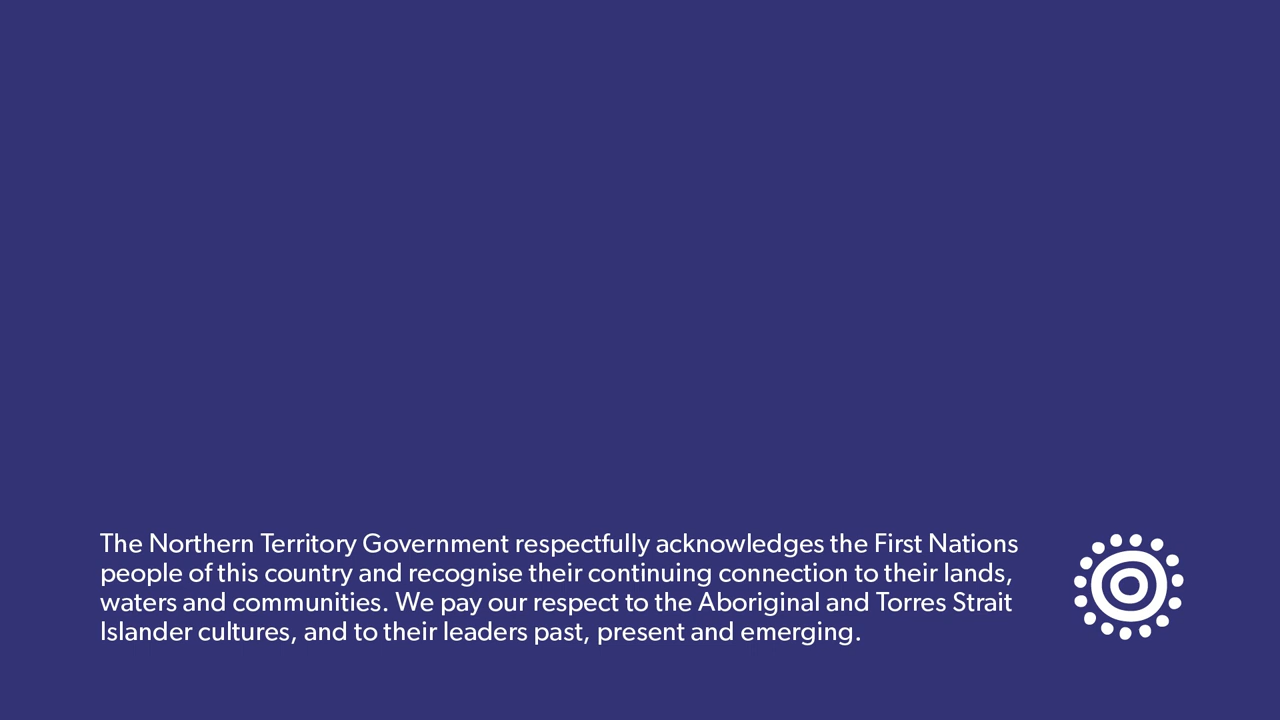 The Northern Territory Government respectfully acknowledges the First Nations
people of this country and recognise their continuing connection to their lands,
waters and communities. We pay our respect to the Aboriginal and Torres Strait
Islander cultures, and to their leaders past, present and emerging.